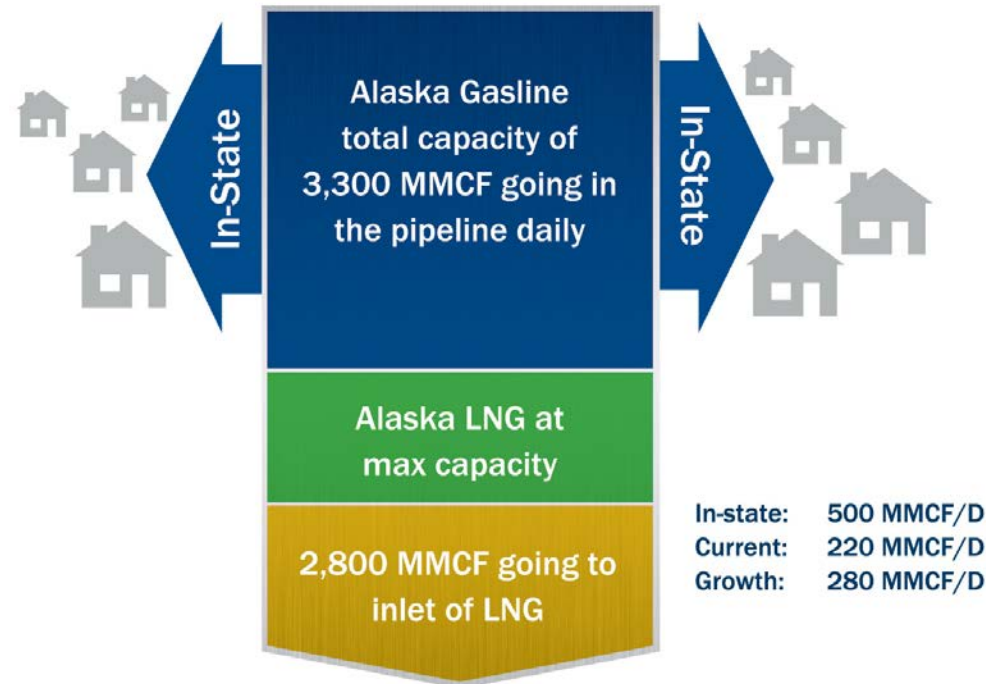 In-State
Alaska Gasline
total capacity of
3,300 MMCF going in
the pipeline daily
In-State
Alaska LNG at
max capacity
2,800 MMCF going to
inlet of LNG
In-state: 500 MMCF/D
Current: 220 MMCF/D
Growth: 280 MMCF/D